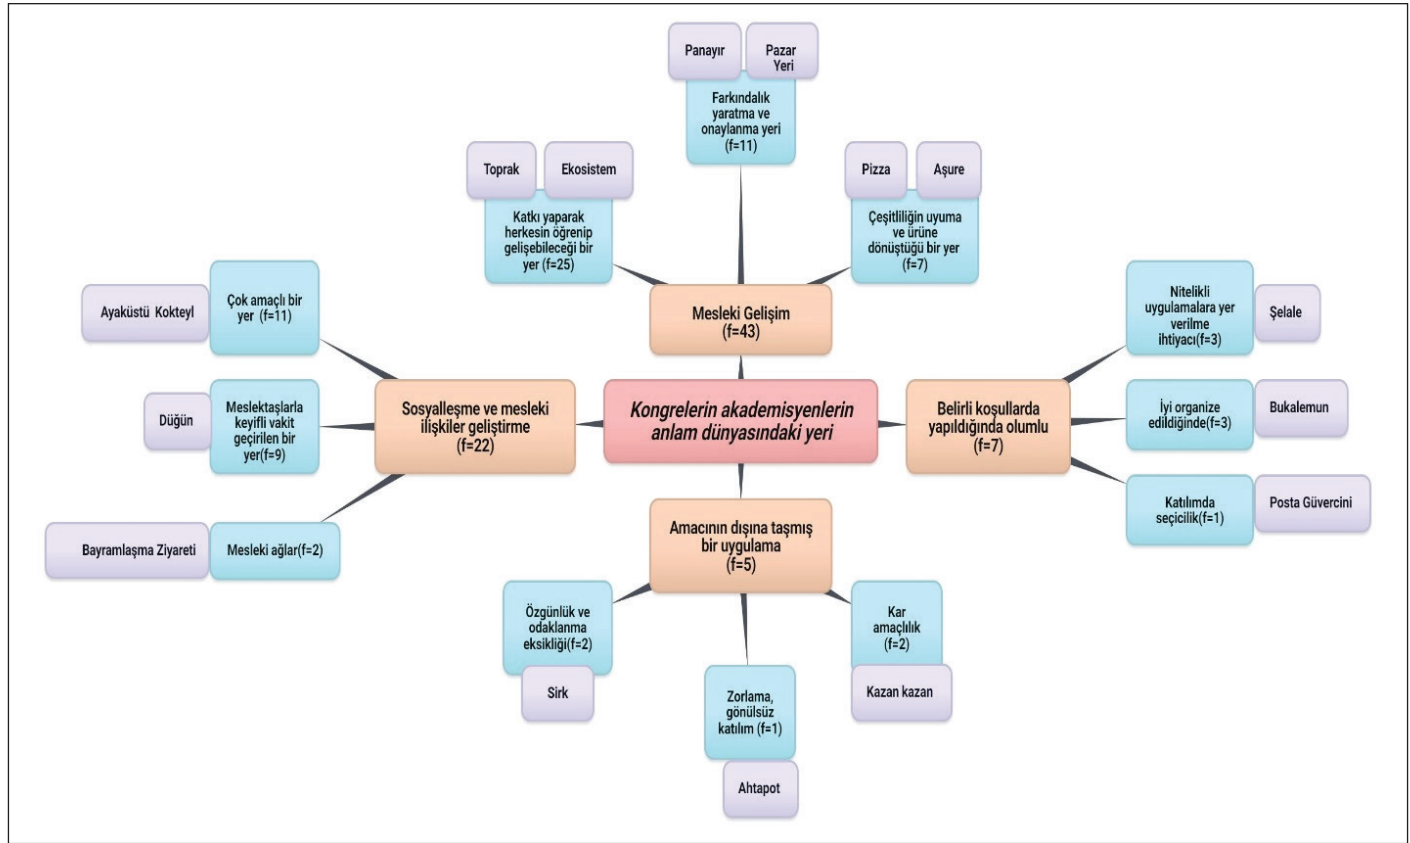 Panayır
Pazar
Yeri
Farkındalık
yaratma ve
onaylanma yeri
(f=11)
Toprak
Ekosistem
Katkı yaparak
herkesin öğrenip
gelişebileceği bir
yer (f=25)
Pizza
Aşure
Çeşitliliğin uyuma
ve ürüne
dönüştüğü bir yer
(f=7)
Mesleki Gelişim
(f=43)
Ayaküstü Kokteyl
Çok amaçlı bir
yer (f=11)
Düğün
Meslektaşlarla
keyifli vakit
geçirilen bir
yer(f=9)
Bayramlaşma Ziyareti
Mesleki ağlar(f=2)
Sosyalleşme ve mesleki
ilişkiler geliştirme
(f=22)
Kongrelerin akademisyenlerin
anlam dünyasındaki yeri
Belirli koşullarda
yapıldığında olumlu
(f=7)
Nitelikli
uygulamalara yer
verilme
ihtiyacı(f=3)
Şelale
İyi organize
edildiğinde(f=3)
Bukalemun
Katılımda
seçicilik(f=1)
Posta Güvercini
Amacının dışına taşmış
bir uygulama
(f=5)
Özgünlük ve
odaklanma
eksikliği(f=2)
Sirk
Zorlama,
gönülsüz
katılım (f=1)
Ahtapot
Kar
amaçlılık
(f=2)
Kazan kazan